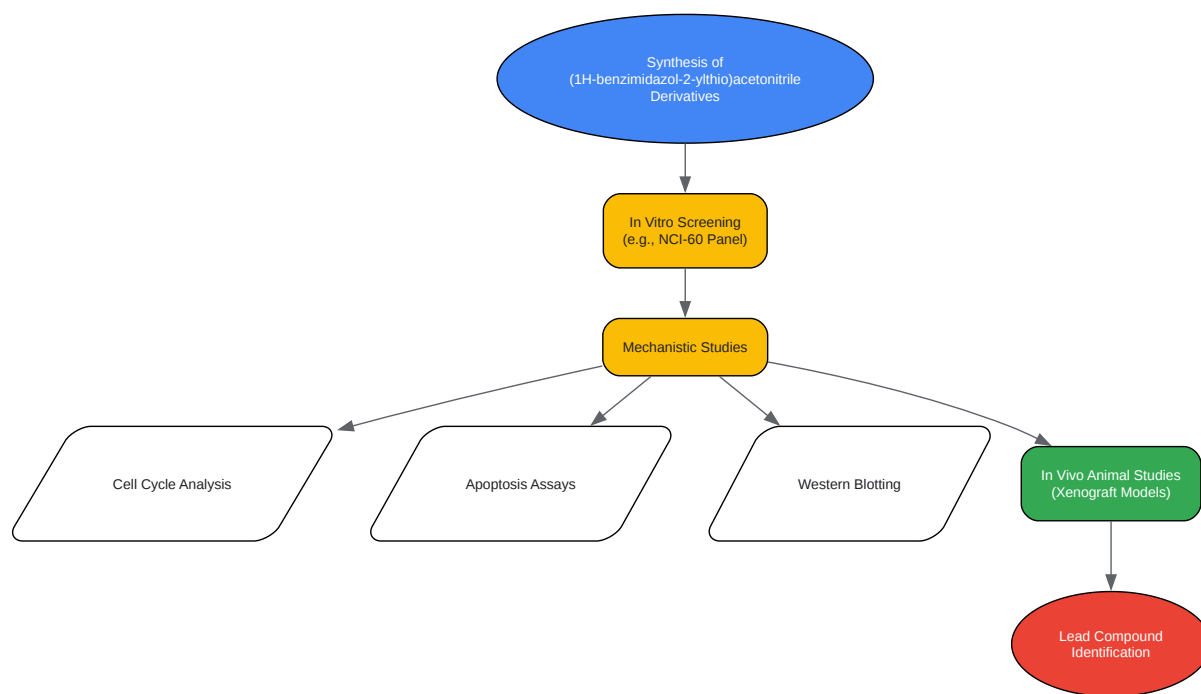 Synthesis of
(1H-benzimidazol-2-ylthio)acetonitrile
Derivatives
In Vitro Screening
(e.g., NCI-60 Panel)
Mechanistic Studies
Cell Cycle Analysis
Apoptosis Assays
Western Blotting
In Vivo Animal Studies
(Xenograft Models)
Lead Compound
Identification